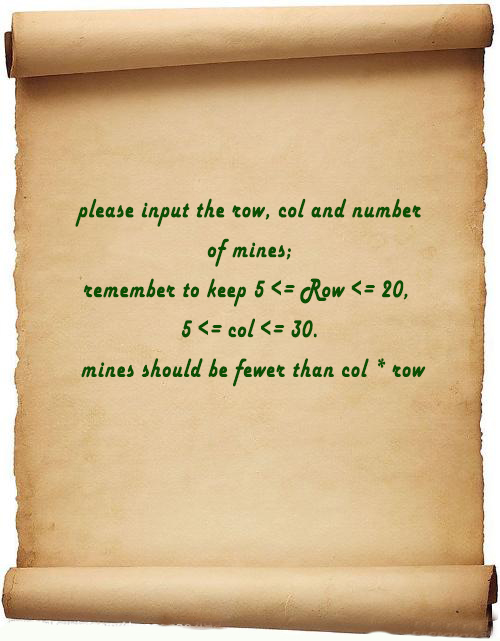 please input the row, col and number
of mines;
remember to keep 5 <= Row <= 20,
5 <= col <= 30.
mines should be fewer than col * row